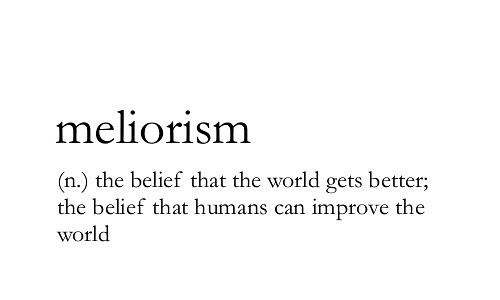 meliorism
(n.) the belief that the world gets better;
the belief that humans can improve the
world